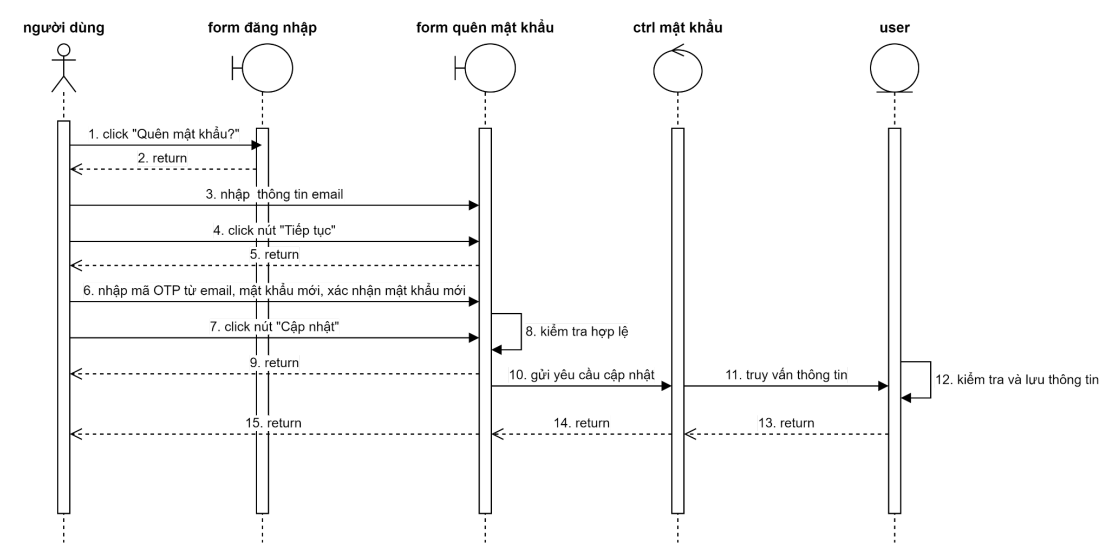 người dùng
form đăng nhập
form quên mật khẩu
ctrl mật khẩu
user
1. click "Quên mật khẩu?"
2. return
3. nhập thông tin email
4. click nút "Tiếp tục"
5. return
6. nhập mã OTP từ email, mật khẩu mới, xác nhận mật khẩu mới
7. click nút "Cập nhật"
8. kiểm tra hợp lệ
9. return
10. gửi yêu cầu cập nhật
11. truy vấn thông tin
12. kiểm tra và lưu thông tin
15. return
14. return
13. return